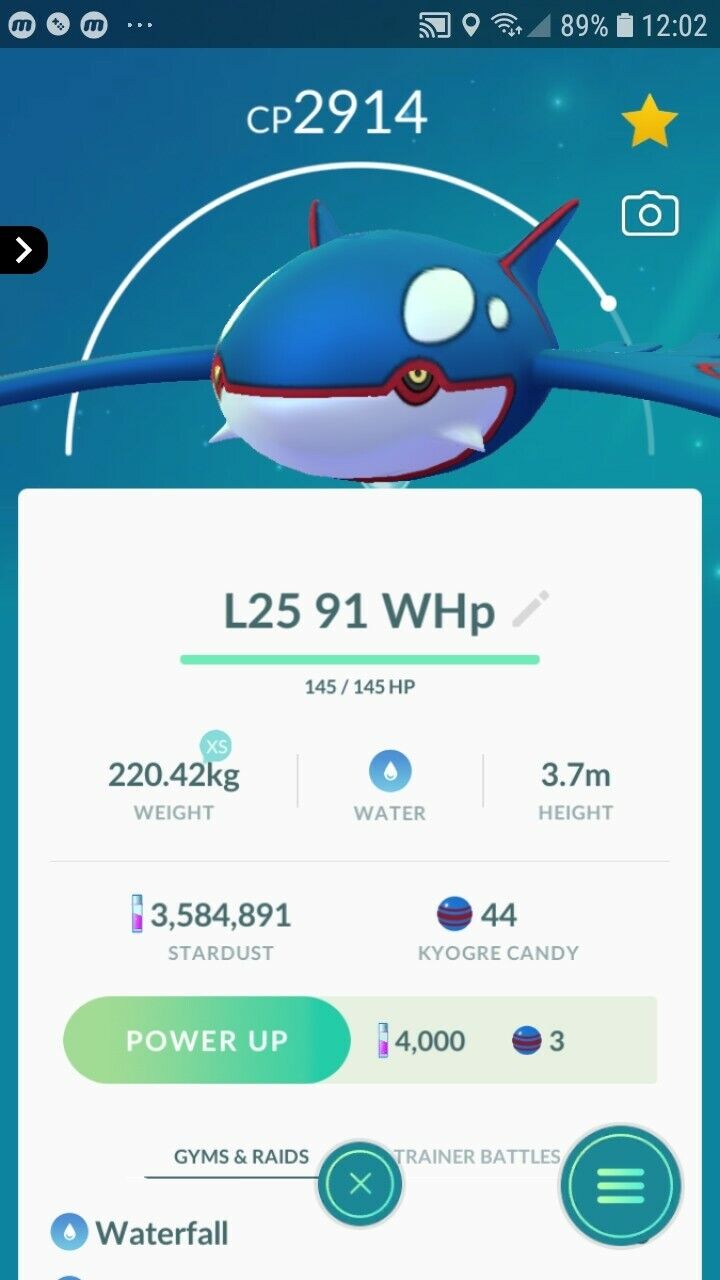 89% 12:02
CP2914
L25 91 WHp
145 / 145 HP
XS
220.42kg
WEIGHT
WATER
3.7m
HEIGHT
3,584,891
STARDUST
44
KYOGRE CANDY
POWER UP 4,000 3
GYMS & RAIDS TRAINER BATTLES
Waterfall